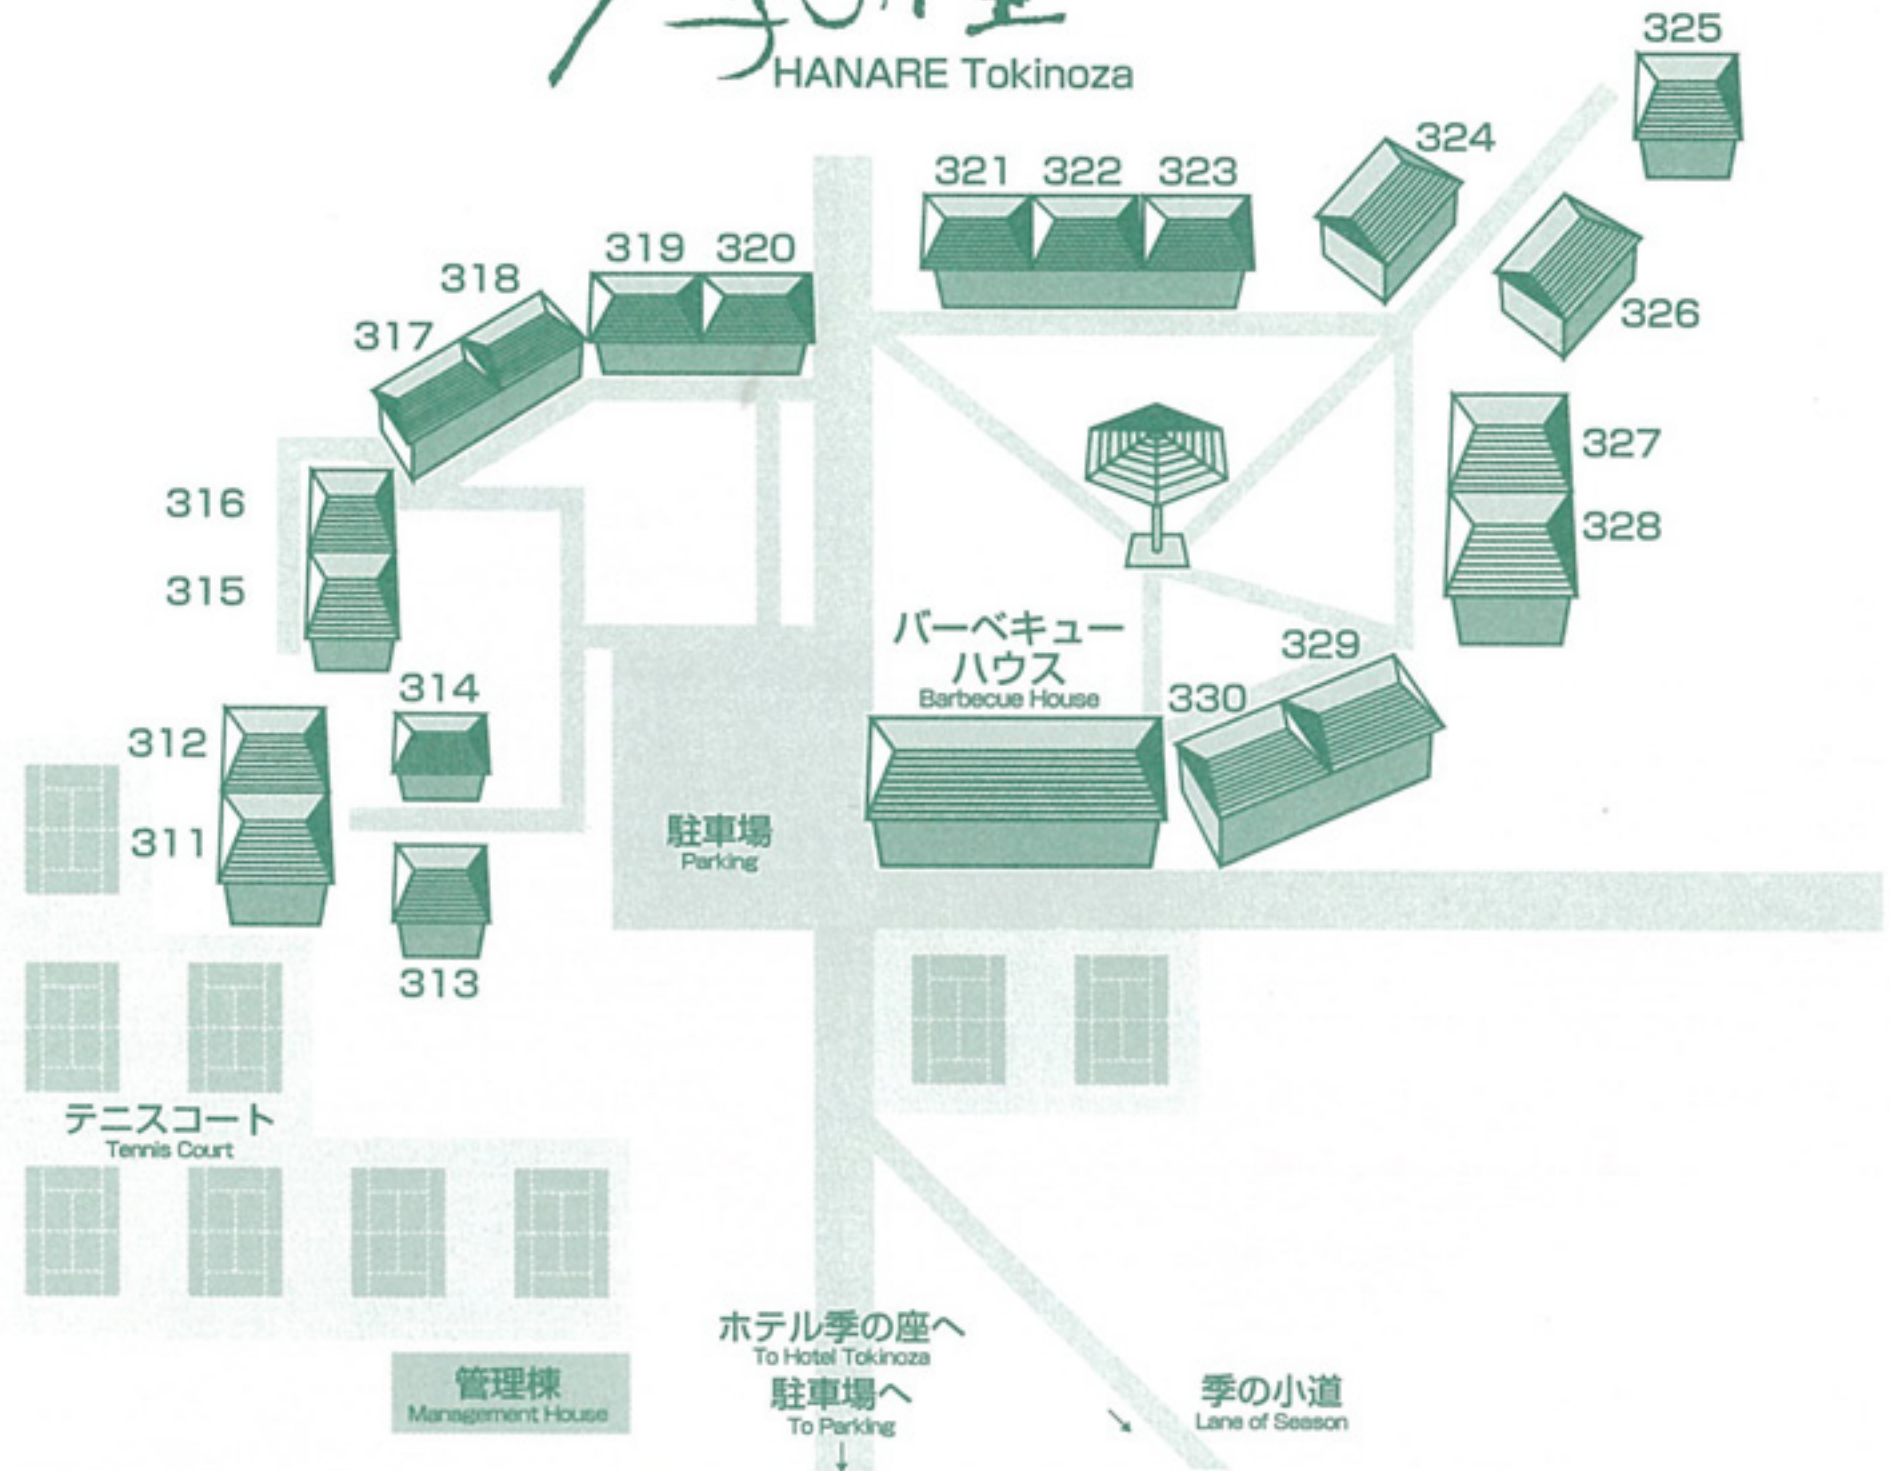 HANARE Tokinoza
325
324
321 322 323
319 320
318
317
326
327
316
328
315
バーベキュー
ハウス
Barbecue House
329
330
314
312
311
駐車場
Parking
313
テニスコート
Tennis Court
ホテル季の座へ
To Hotel Tokinoza
駐車場へ
To Parking
管理棟
Management House
季の小道
Lane of Season